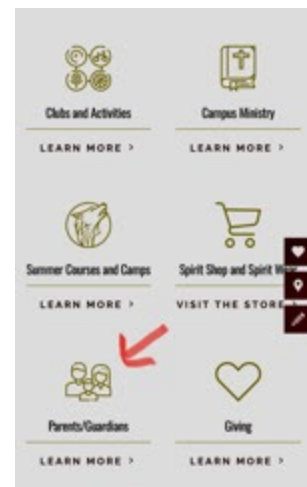 Clubs and Activities
Campus Ministry
LEARN MORE >
LEARN MORE >
Summer Courses and Camps
Spirit Shop and Spirit
LEARN MORE >
VISIT THE STORE
Parents/Guardians
Giving
LEARN MORE >
LEARN MORE >